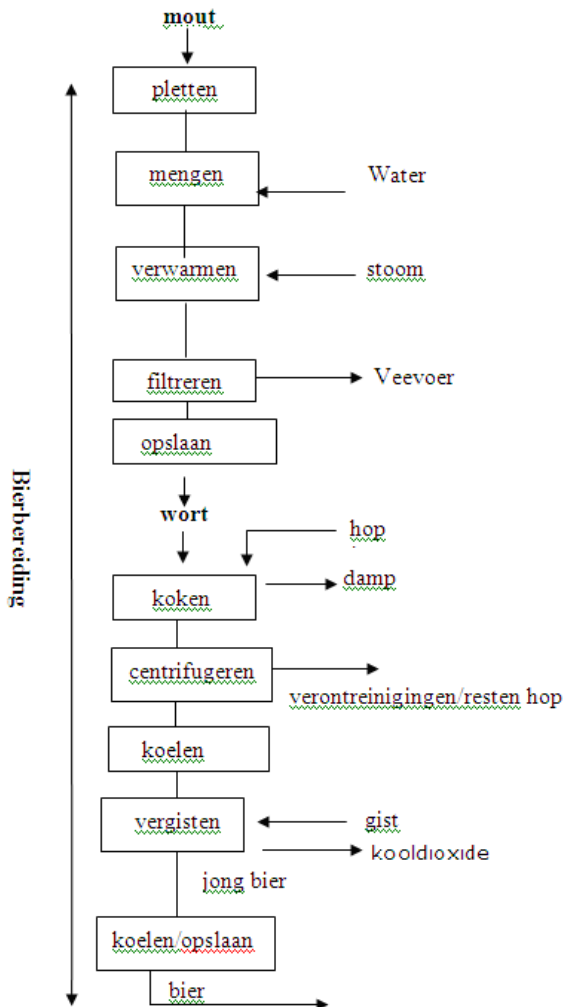 mout
pletten
mengen
Water
verwarmen
stoom
filtreren
Veevoer
opslaan
wort
hop
damp
koken
centrifugeren
verontreinigingen/resten hop
koelen
vergisten
gist
kooldioxide
jong bier
koelen/opslaan
bier
Bierbereiding